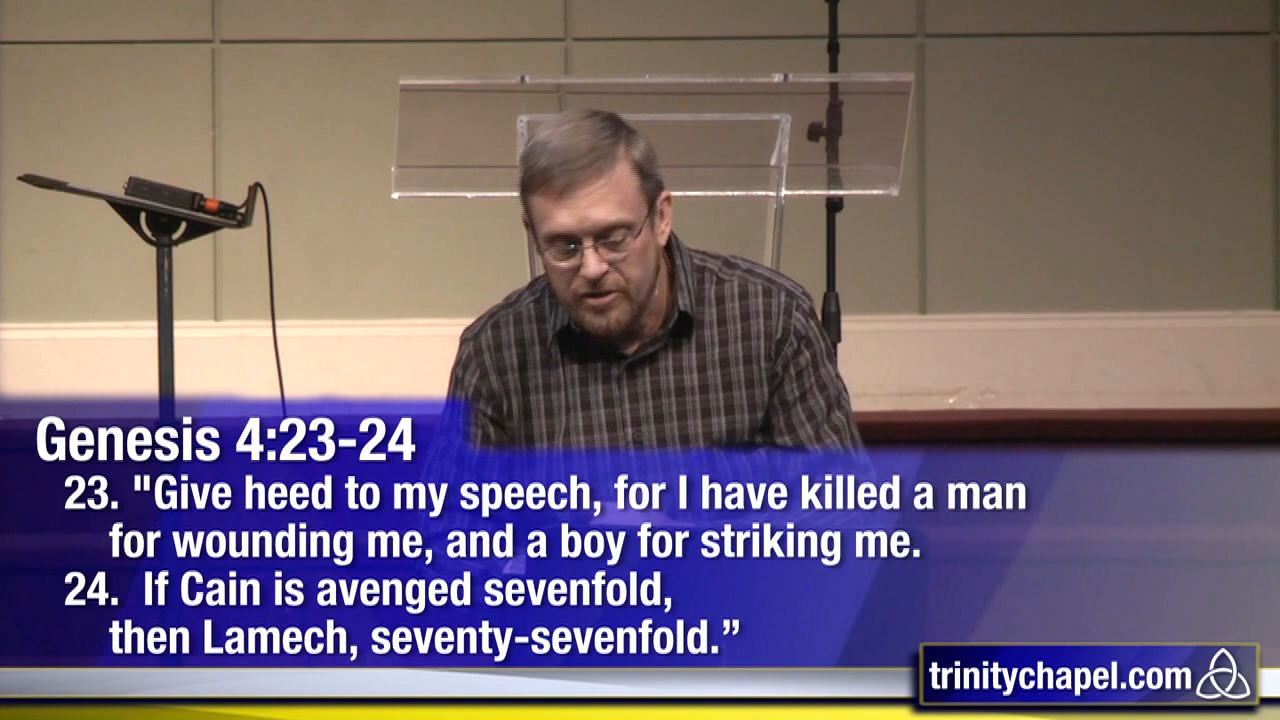 Genesis 4:23-24
23. "Give heed to my speech, for I have killed a man
for wounding me, and a boy for striking me.
24. If Cain is avenged sevenfold,
then Lamech, seventy-sevenfold.”
trinitychapel.com